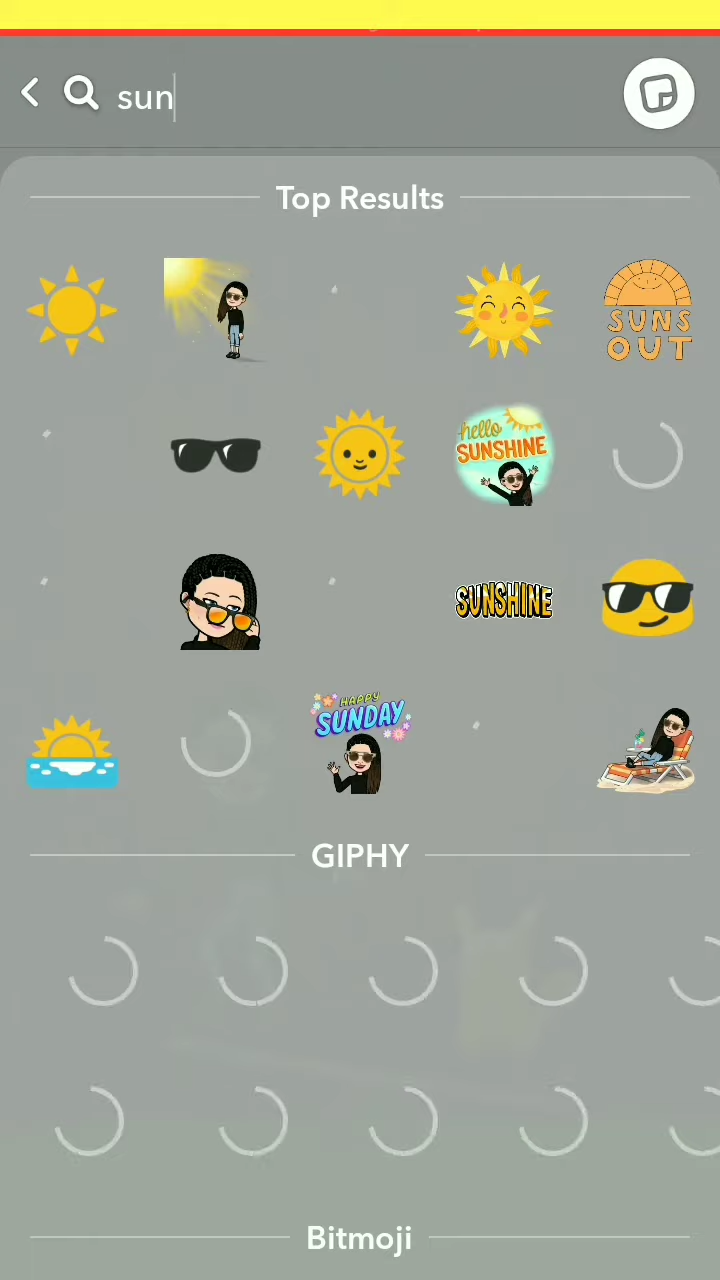 sun
Top Results
SUNS
OUT
hello
SUNSHINE
SUNSHINE
HAPPY
SUNDAY
GIPHY
Bitmoji